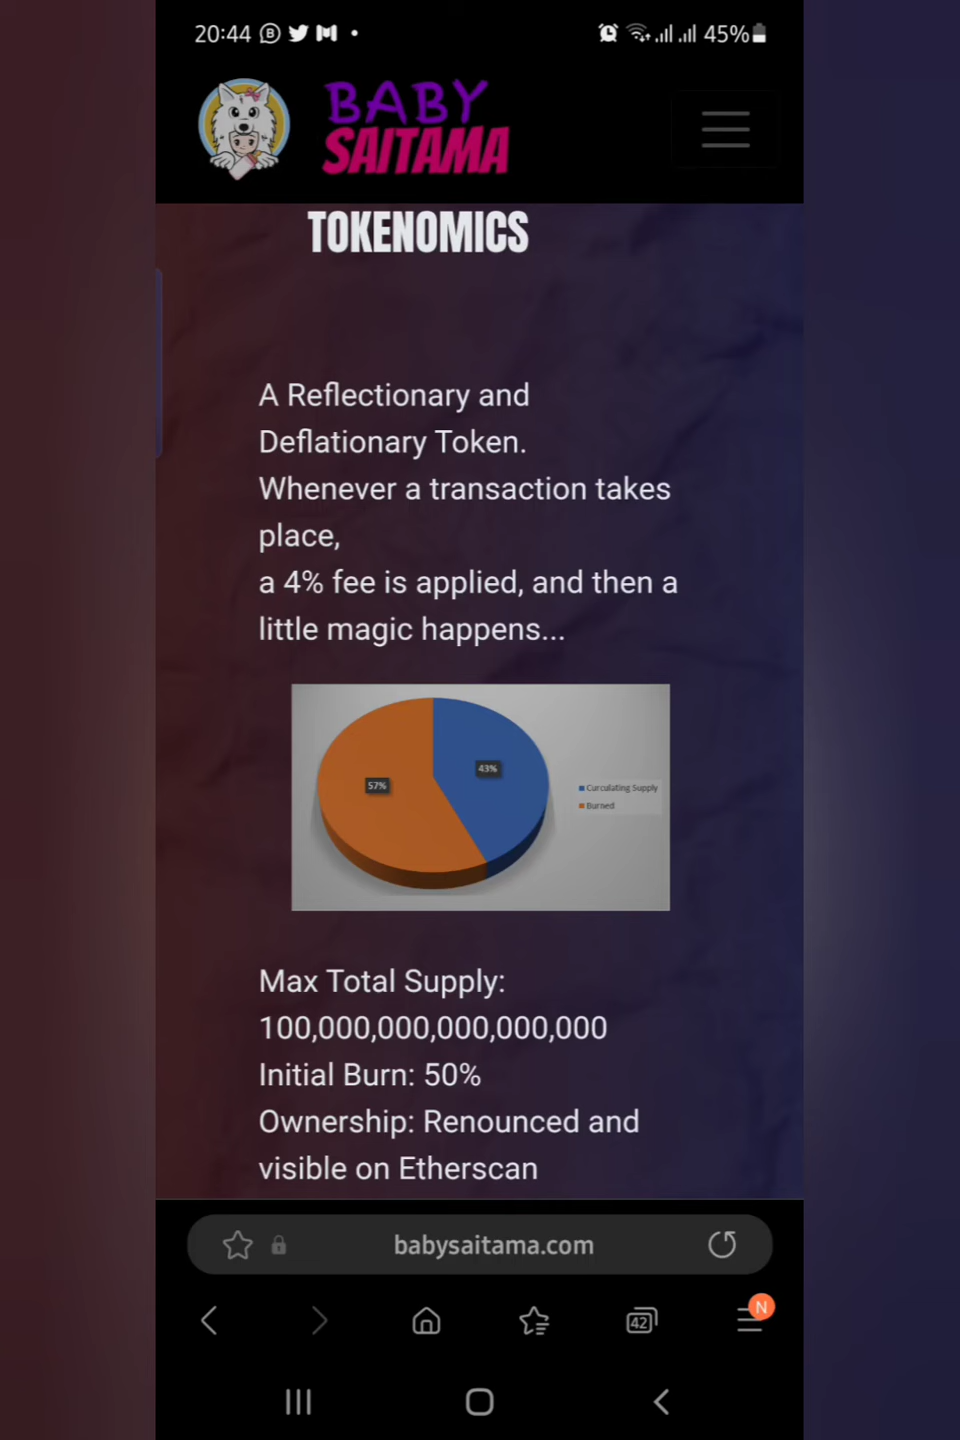 20:44
45%
BABY
SAITAMA
TOKENOMICS
A Reflectionary and
Deflationary Token.
Whenever a transaction takes
place,
a 4% fee is applied, and then a
little magic happens...
43%
57%
Curculating Supply
Burned
Max Total Supply:
100,000,000,000,000,000
Initial Burn: 50%
Ownership: Renounced and
visible on Etherscan
babysaitama.com
N
42